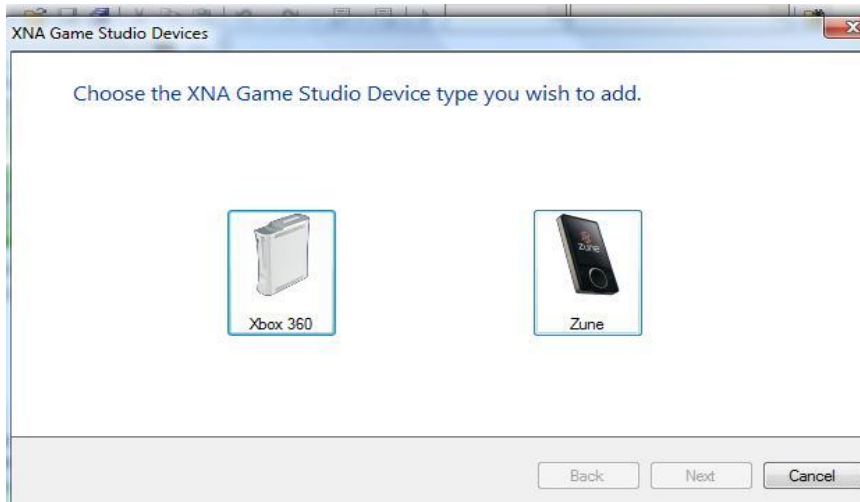 XNA Game Studio Devices
Choose the XNA Game Studio Device type you wish to add.
zune
Xbox 360
Zune
Back
Next
Cancel